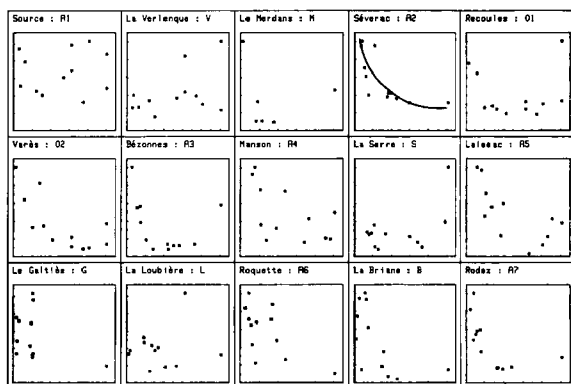 Source : A1
La Verlenque : V
Le Merdans : M
Séverac : A2
Recoules : O1
Varès : O2
Bézonnes : A3
Manson : A4
La Serre : S
Laissac : A5
Le Galtiès : G
La Loubière : L
Roquette : A6
La Briane : B
Rodez : A7